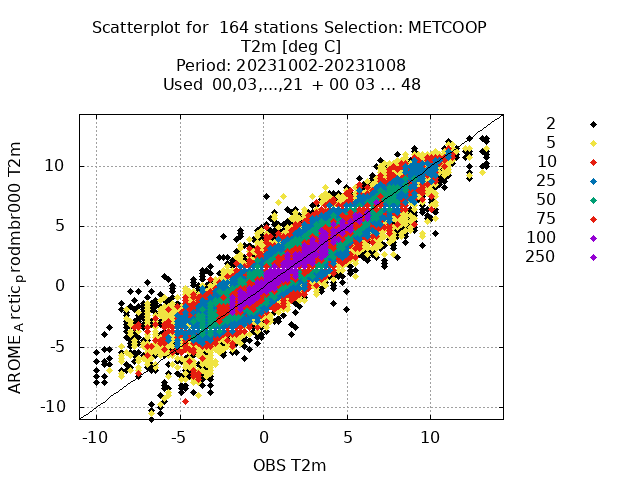 Scatterplot for 164 stations Selection: METCOOP
T2m [deg C]
Period: 20231002-20231008
Used 00,03,...,21 + 00 03 ... 48
AROME_Arctic_prodmbr000 T2m
10
5
0
-5
-10
-10 -5 0 5 10
OBS T2m
2
5
10
25
50
75
100
250